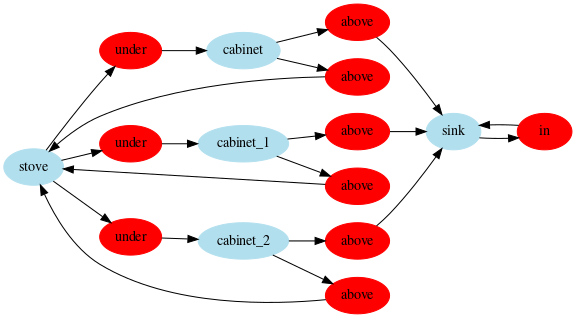 above
under
cabinet
above
above
under
cabinet_1
sink
in
stove
above
under
cabinet_2
above
above